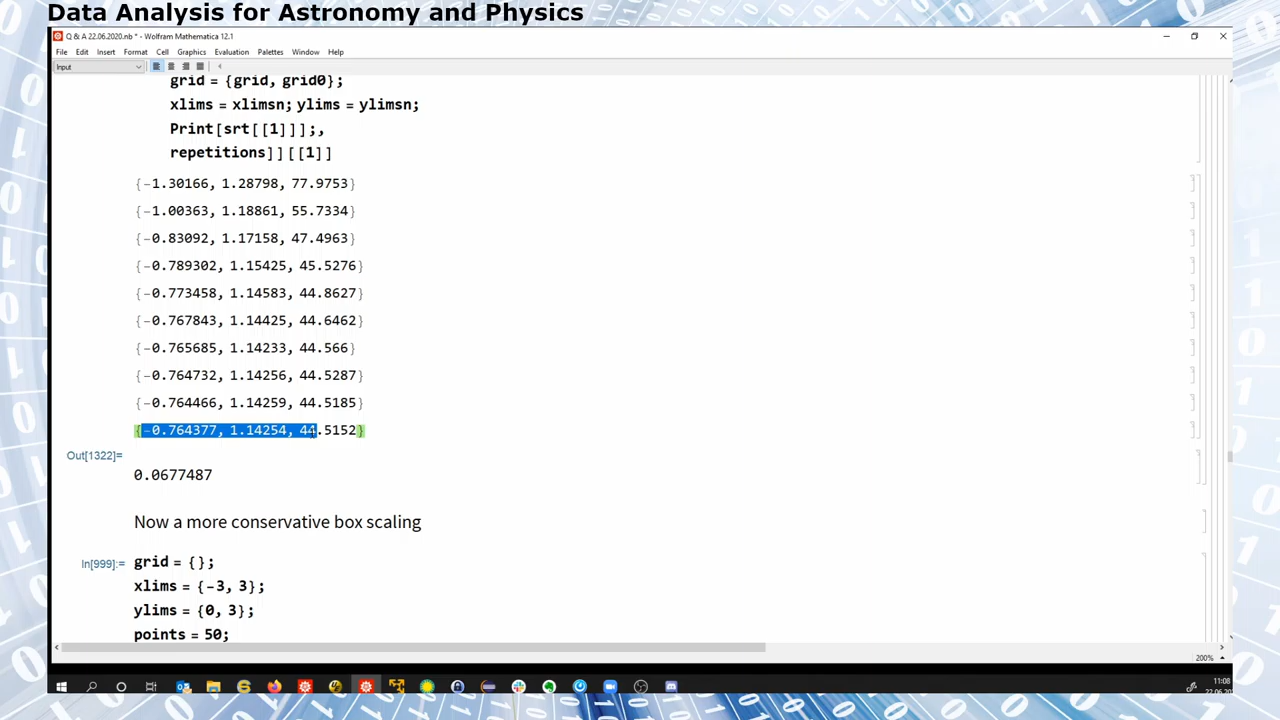 Data Analysis for Astronomy and Physics
Q & A 22.06.2020.nb * - Wolfram Mathematica 12.1
File Edit Insert Format Cell Graphics Evaluation Palettes Window Help
Input
grid = {grid, grid0};
xlims = xlimsn; ylims = ylimsn;
Print[srt[[1]]];,
repetitions]][[1]]
{-1.30166, 1.28798, 77.9753}
{-1.00363, 1.18861, 55.7334}
{-0.83092, 1.17158, 47.4963}
{-0.789302, 1.15425, 45.5276}
{-0.773458, 1.14583, 44.8627}
{-0.767843, 1.14425, 44.6462}
{-0.765685, 1.14233, 44.566}
{-0.764732, 1.14256, 44.5287}
{-0.764466, 1.14259, 44.5185}
{-0.764377, 1.14254, 44.5152}
Out[1322]=
0.0677487
Now a more conservative box scaling
In[999]:= grid = {};
xlims = {-3, 3};
ylims = {0, 3};
points = 50;
200%
11:08